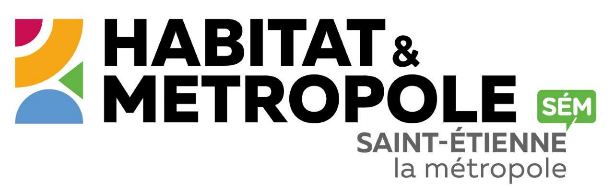 HABITAT &
METROPOLE
SÉM
SAINT-ÉTIENNE
la métropole